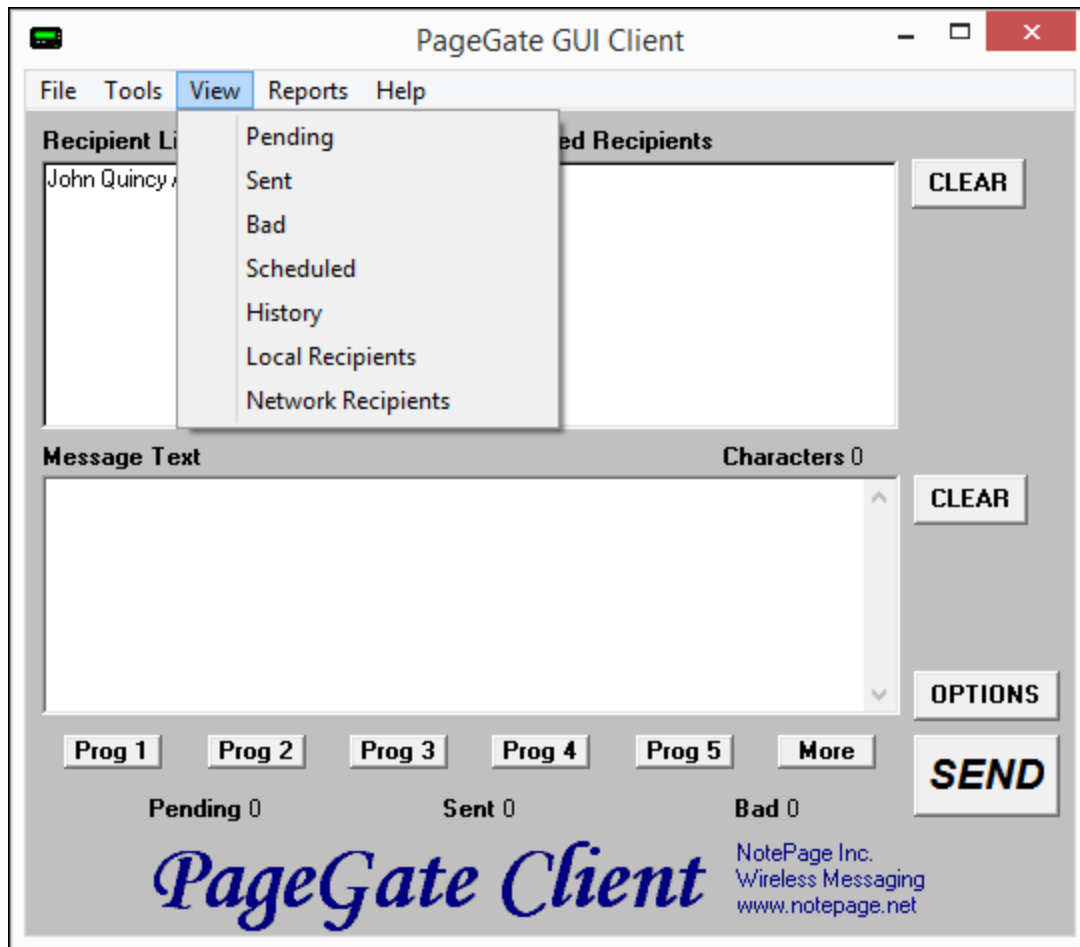 PageGate GUI Client
File Tools View Reports Help
Recipient Li ed Recipients
John Quincy
CLEAR
Pending
Sent
Bad
Scheduled
History
Local Recipients
Network Recipients
Message Text Characters 0
CLEAR
OPTIONS
Prog 1 Prog 2 Prog 3 Prog 4 Prog 5 More
SEND
Pending 0 Sent 0 Bad 0
PageGate Client
NotePage Inc.
Wireless Messaging
www.notepage.net